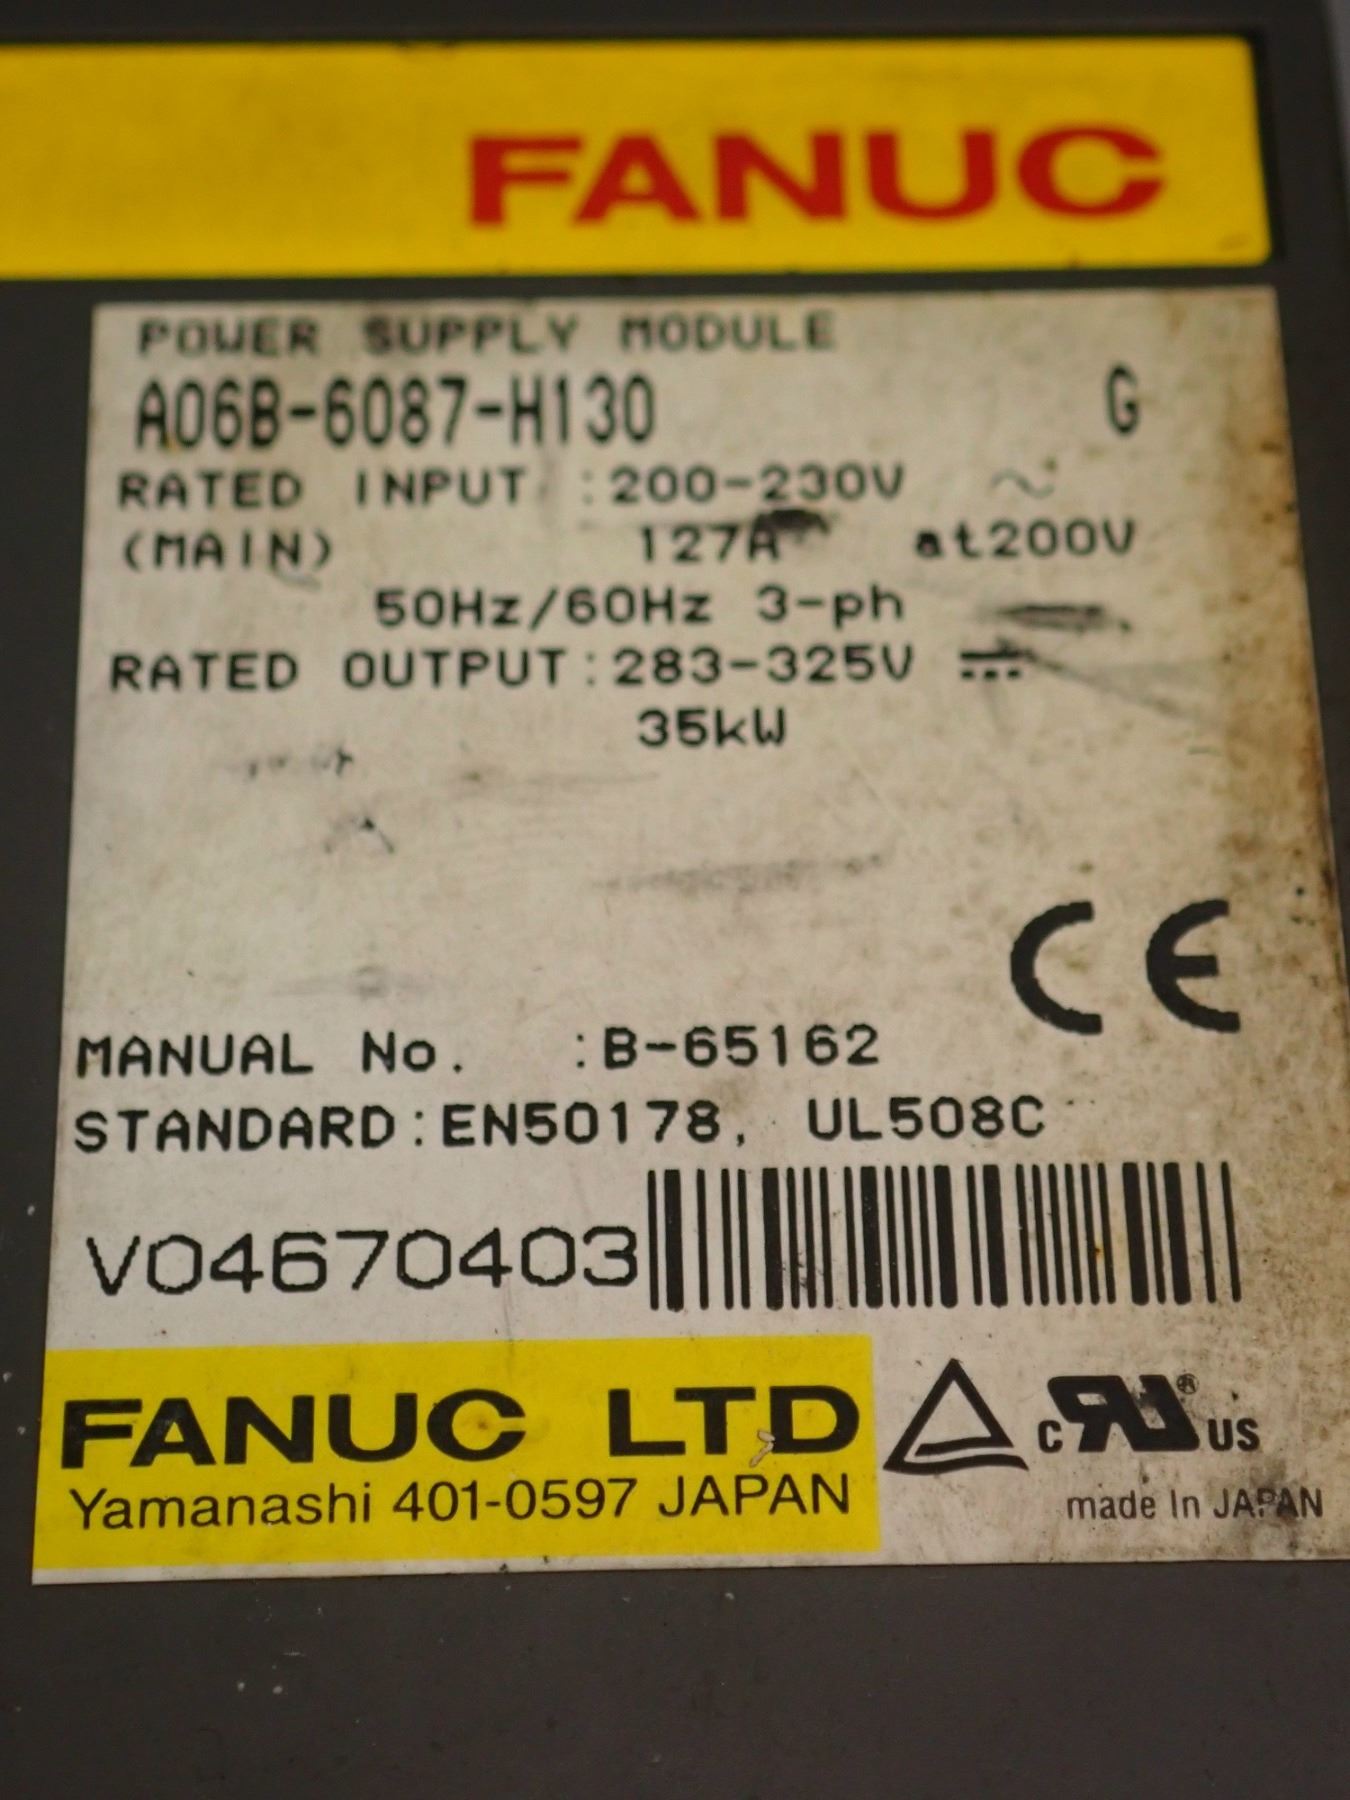 FANUC
POWER SUPPLY MODULE
A06B-6087-H130 G
RATED INPUT :200-230V ~
(MAIN) 127A at200V
50Hz/60Hz 3-ph
RATED OUTPUT:283-325V ⎓
35kW
CE
MANUAL No. :B-65162
STANDARD:EN50178, UL508C
V04670403
FANUC LTD
Yamanashi 401-0597 JAPAN
c RU ® US
made In JAPAN